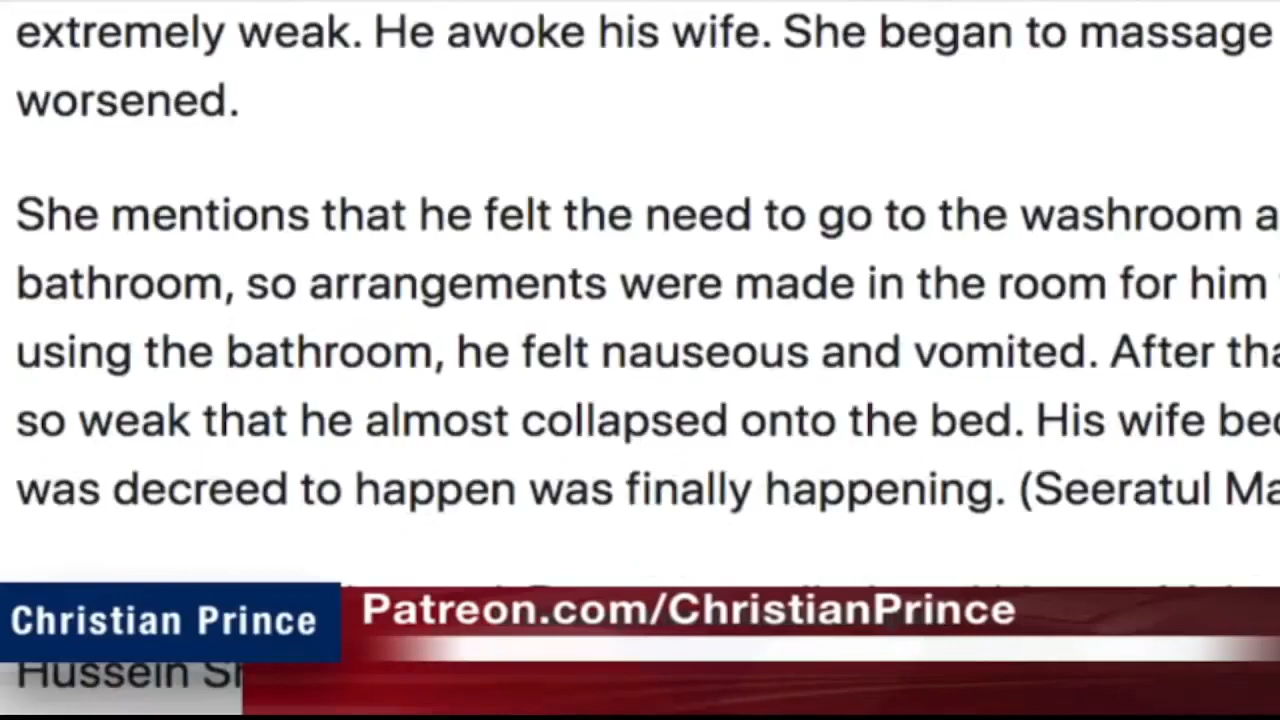 extremely weak. He awoke his wife. She began to massage
worsened.
She mentions that he felt the need to go to the washroom a
bathroom, so arrangements were made in the room for him
using the bathroom, he felt nauseous and vomited. After tha
so weak that he almost collapsed onto the bed. His wife bec
was decreed to happen was finally happening. (Seeratul Ma
Christian Prince
Patreon.com/ChristianPrince
Hussein